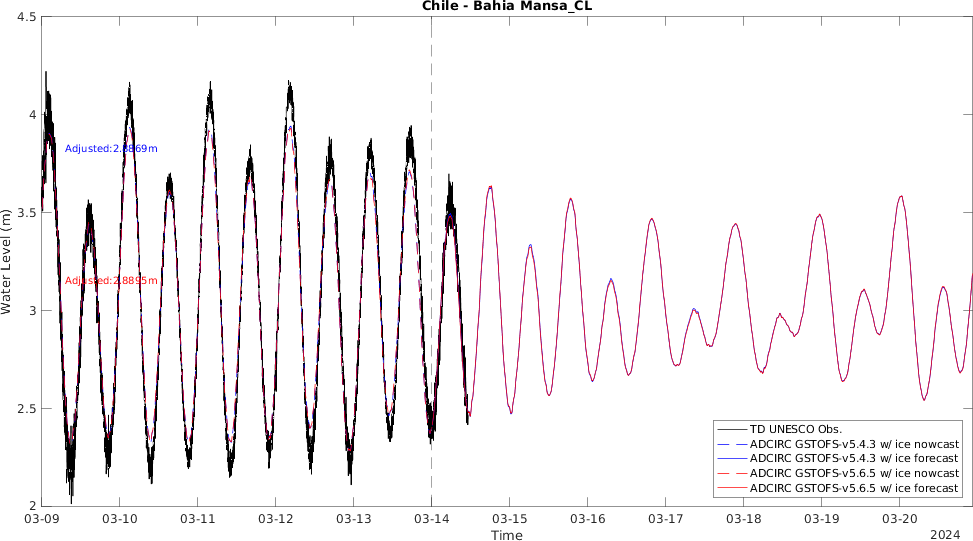 Chile - Bahia Mansa_CL
4.5
4
3.5
3
2.5
2
Water Level (m)
Adjusted:2.8869m
Adjusted:2.8895m
TD UNESCO Obs.
ADCIRC GSTOFS-v5.4.3 w/ ice nowcast
ADCIRC GSTOFS-v5.4.3 w/ ice forecast
ADCIRC GSTOFS-v5.6.5 w/ ice nowcast
ADCIRC GSTOFS-v5.6.5 w/ ice forecast
03-09 03-10 03-11 03-12 03-13 03-14 03-15 03-16 03-17 03-18 03-19 03-20
Time
2024